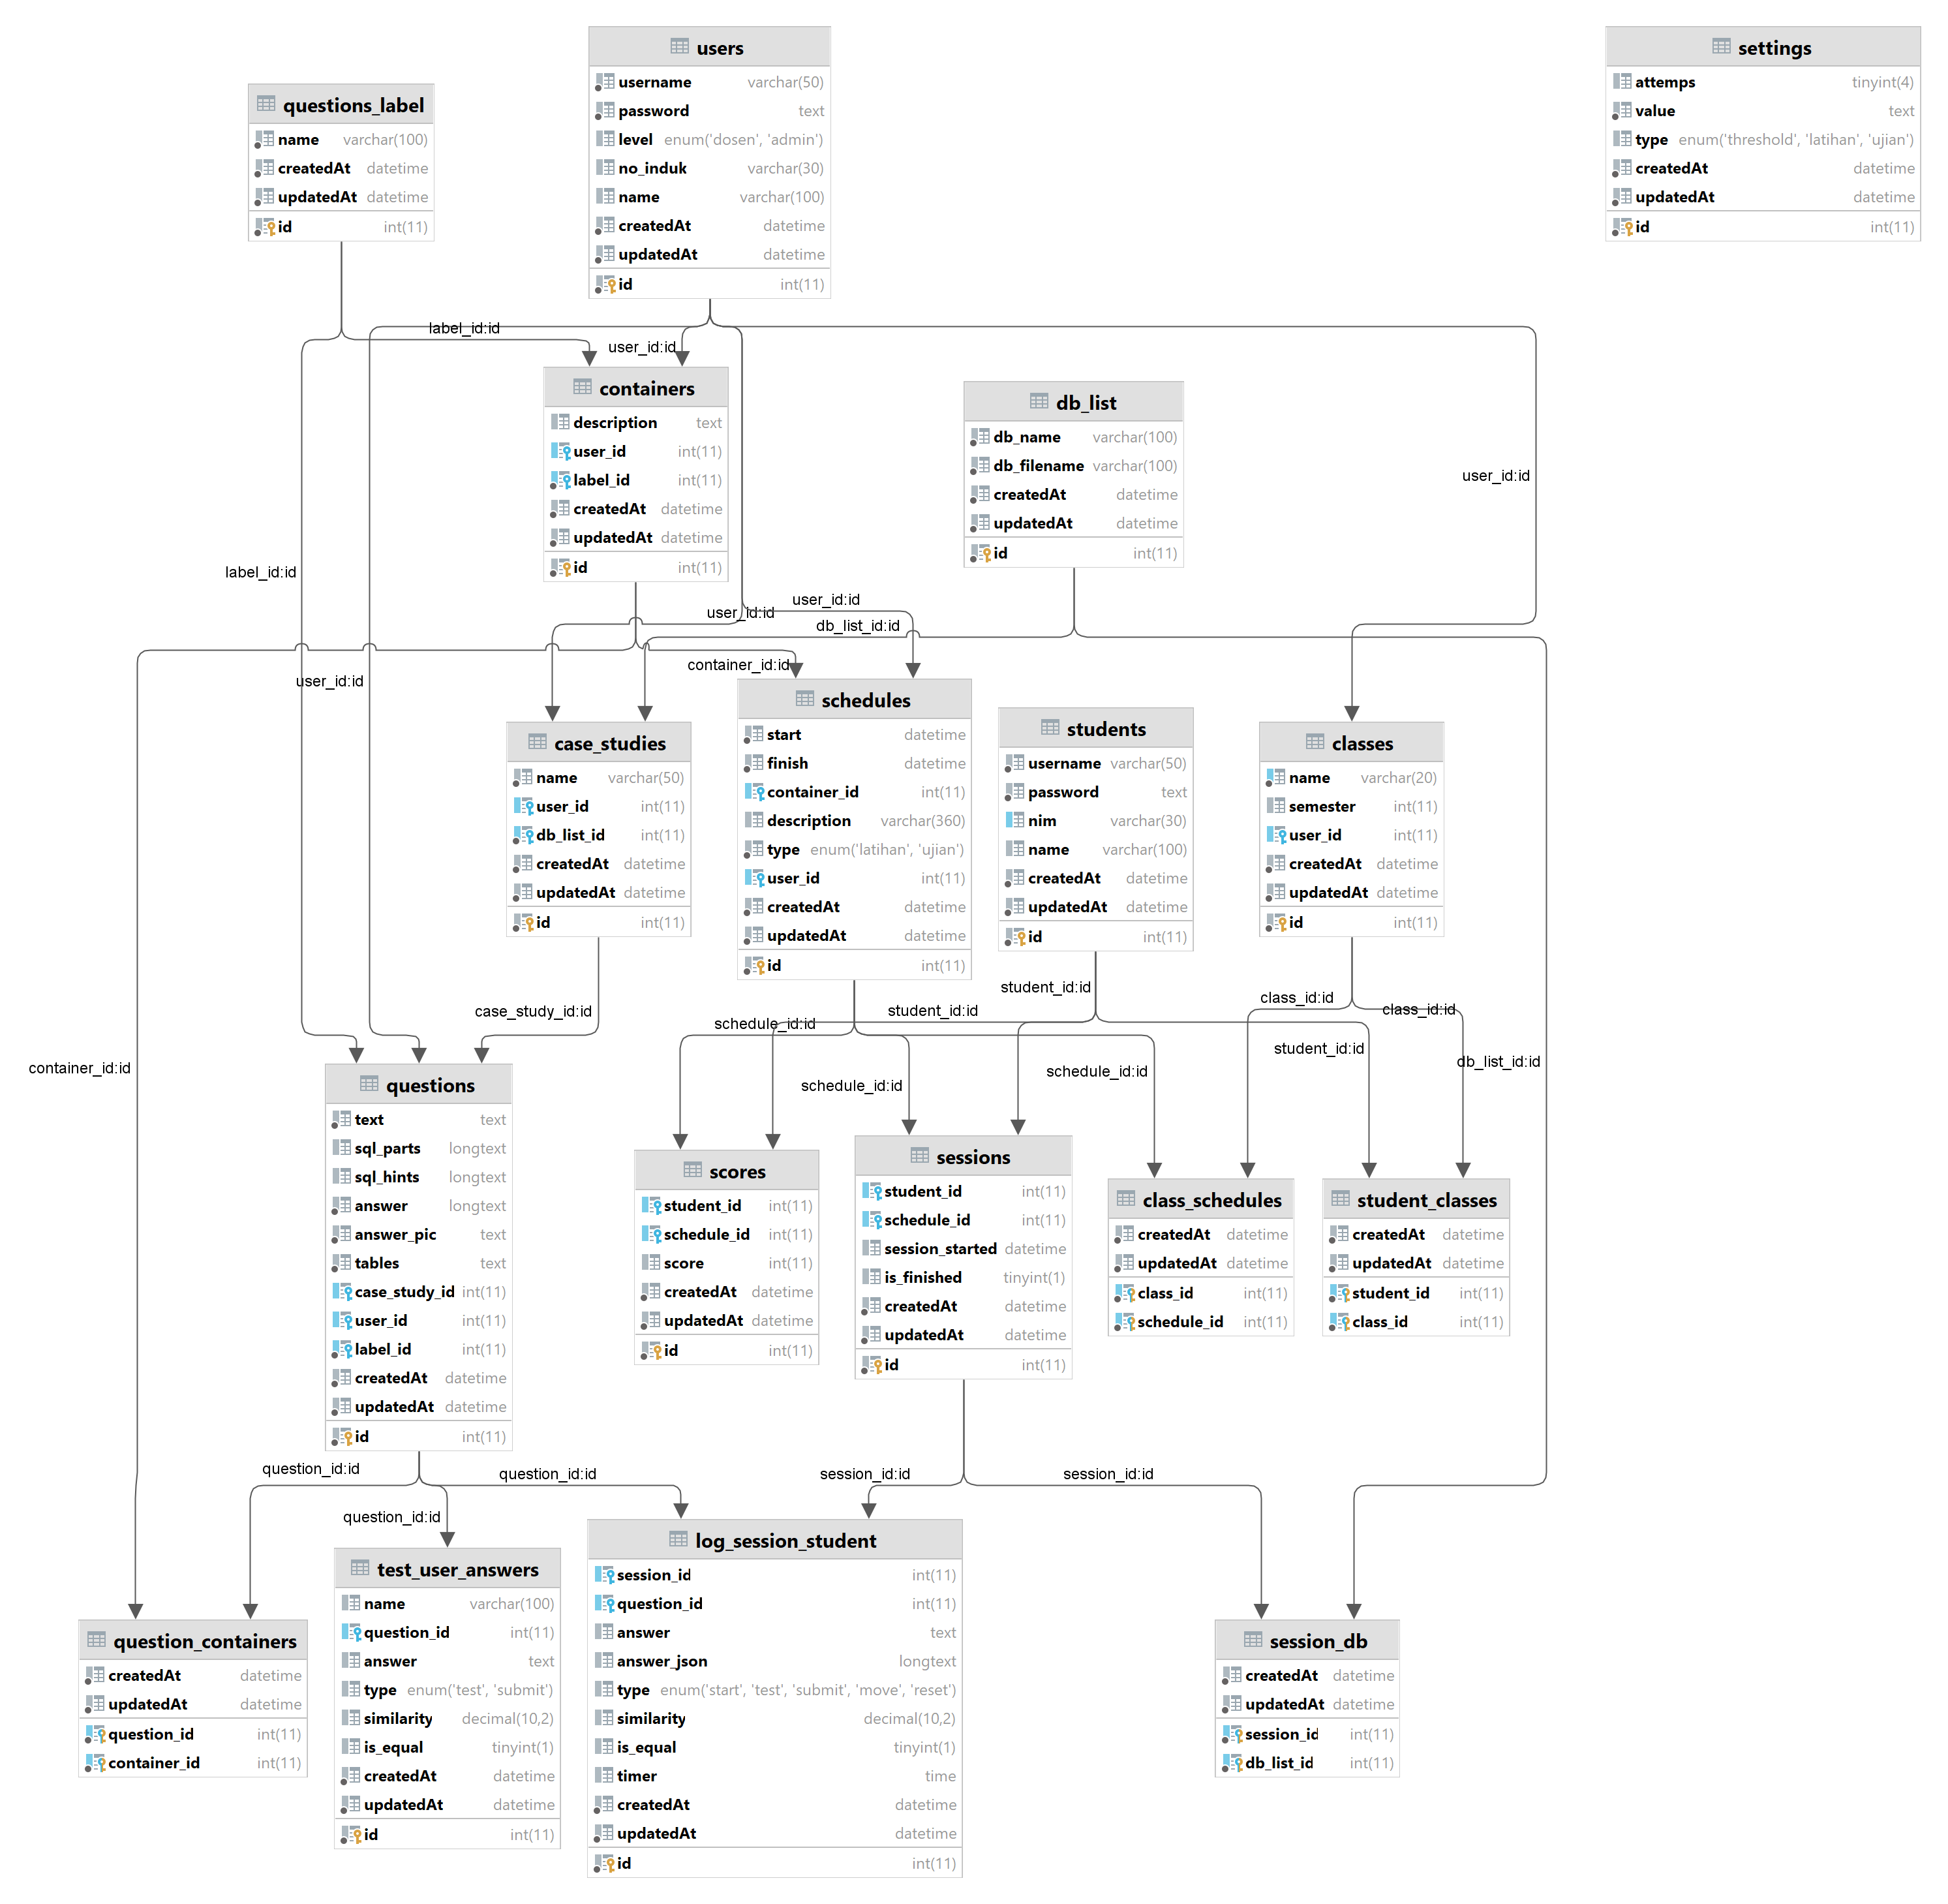 users
username varchar(50)
password text
level enum('dosen', 'admin')
no_induk varchar(30)
name varchar(100)
createdAt datetime
updatedAt datetime
id int(11)
settings
attemps tinyint(4)
value text
type enum('threshold', 'latihan', 'ujian')
createdAt datetime
updatedAt datetime
id int(11)
questions_label
name varchar(100)
createdAt datetime
updatedAt datetime
id int(11)
label_id:id
user_id:id
containers
description text
user_id int(11)
label_id int(11)
createdAt datetime
updatedAt datetime
id int(11)
db_list
db_name varchar(100)
db_filename varchar(100)
createdAt datetime
updatedAt datetime
id int(11)
user_id:id
label_id:id
user_id:id
user_id:id
db_list_id:id
container_id:id
user_id:id
case_studies
name varchar(50)
user_id int(11)
db_list_id int(11)
createdAt datetime
updatedAt datetime
id int(11)
schedules
start datetime
finish datetime
container_id int(11)
description varchar(360)
type enum('latihan', 'ujian')
user_id int(11)
createdAt datetime
updatedAt datetime
id int(11)
students
username varchar(50)
password text
nim varchar(30)
name varchar(100)
createdAt datetime
updatedAt datetime
id int(11)
classes
name varchar(20)
semester int(11)
user_id int(11)
createdAt datetime
updatedAt datetime
id int(11)
case_study_id:id
schedule_id:id
student_id:id
student_id:id
class_id:id
class_id:id
container_id:id
schedule_id:id
schedule_id:id
student_id:id
db_list_id:id
questions
text text
sql_parts longtext
sql_hints longtext
answer longtext
answer_pic text
tables text
case_study_id int(11)
user_id int(11)
label_id int(11)
createdAt datetime
updatedAt datetime
id int(11)
scores
student_id int(11)
schedule_id int(11)
score int(11)
createdAt datetime
updatedAt datetime
id int(11)
sessions
student_id int(11)
schedule_id int(11)
session_started datetime
is_finished tinyint(1)
createdAt datetime
updatedAt datetime
id int(11)
class_schedules
createdAt datetime
updatedAt datetime
class_id int(11)
schedule_id int(11)
student_classes
createdAt datetime
updatedAt datetime
student_id int(11)
class_id int(11)
question_id:id
question_id:id
question_id:id
session_id:id
session_id:id
question_containers
createdAt datetime
updatedAt datetime
question_id int(11)
container_id int(11)
test_user_answers
name varchar(100)
question_id int(11)
answer text
type enum('test', 'submit')
similarity decimal(10,2)
is_equal tinyint(1)
createdAt datetime
updatedAt datetime
id int(11)
log_session_student
session_id int(11)
question_id int(11)
answer text
answer_json longtext
type enum('start', 'test', 'submit', 'move', 'reset')
similarity decimal(10,2)
is_equal tinyint(1)
timer time
createdAt datetime
updatedAt datetime
id int(11)
session_db
createdAt datetime
updatedAt datetime
session_id int(11)
db_list_id int(11)